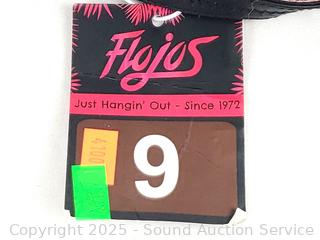 Flojos
Just Hangin' Out - Since 1972
9
Copyright 2025 - Sound Auction Service